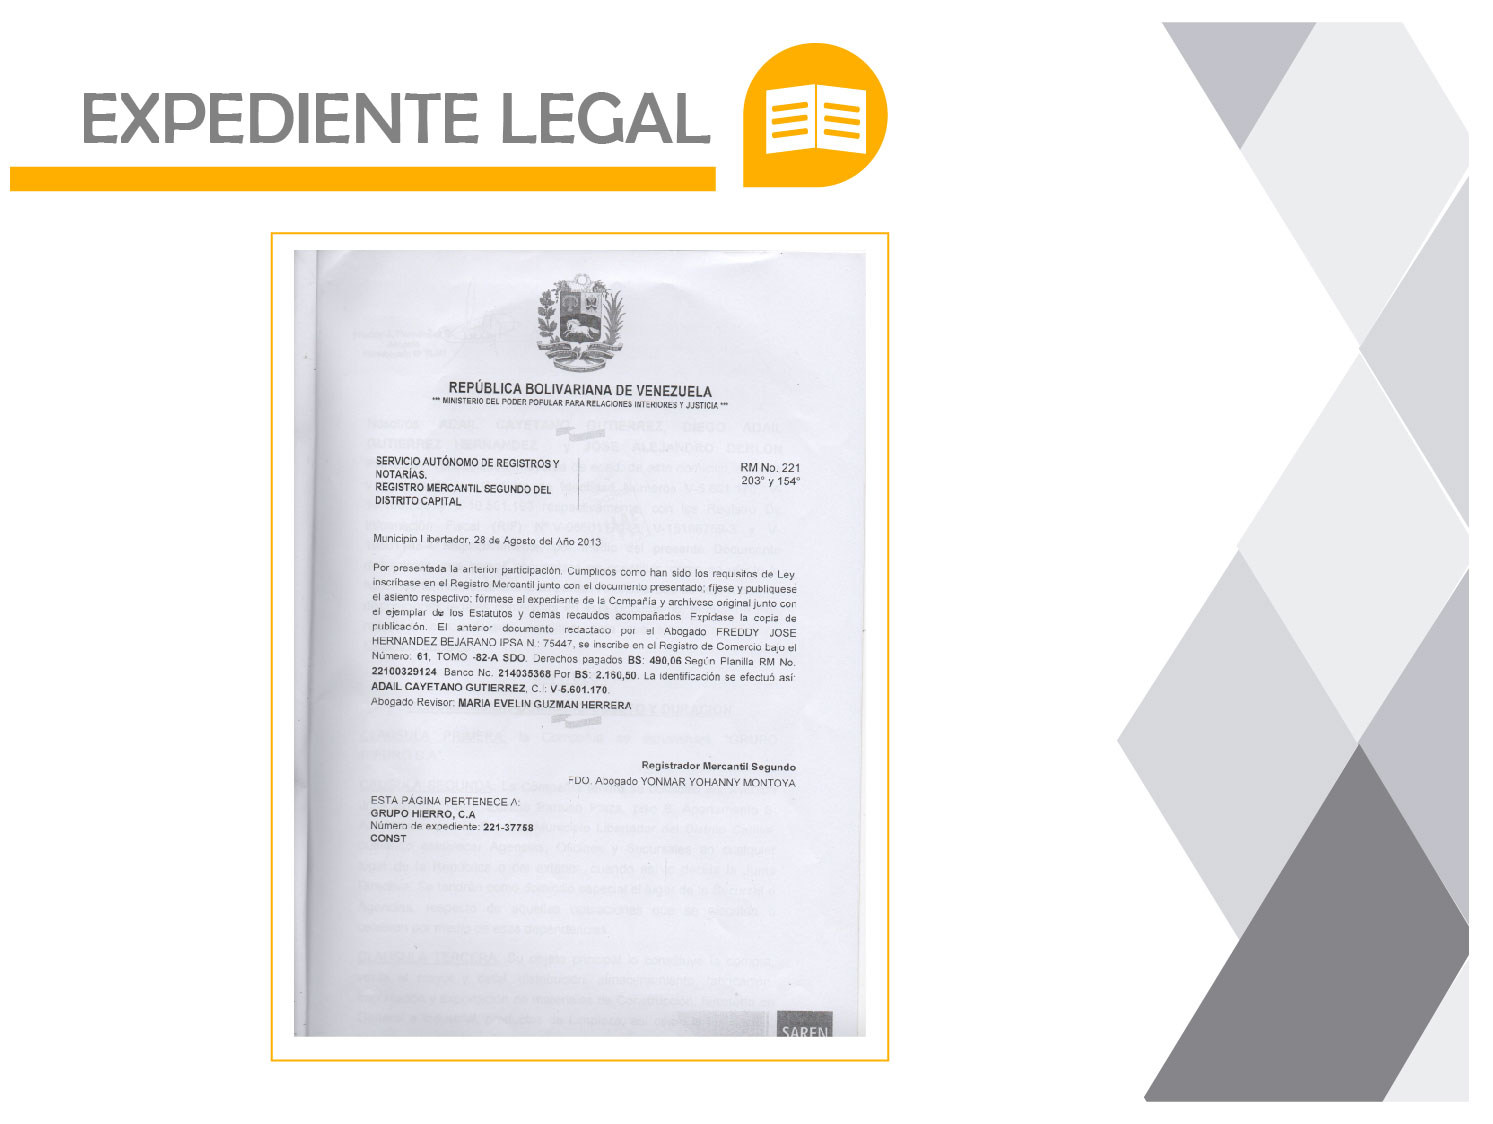 EXPEDIENTE LEGAL
REPÚBLICA BOLIVARIANA DE VENEZUELA
*** MINISTERIO DEL PODER POPULAR PARA RELACIONES INTERIORES Y JUSTICIA ***
SERVICIO AUTÓNOMO DE REGISTROS Y
NOTARÍAS.
REGISTRO MERCANTIL SEGUNDO DEL
DISTRITO CAPITAL
RM No. 221
203° y 154°
Municipio Libertador, 28 de Agosto del Año 2013
Por presentada la anterior participación. Cumplidos como han sido los requisitos de Ley,
inscríbase en el Registro Mercantil junto con el documento presentado; fíjese y publíquese
el asiento respectivo; fórmese el expediente de la Compañía y archívese original junto con
el ejemplar de los Estatutos y demás recaudos acompañados. Expídase la copia de
publicación. El anterior documento redactado por el Abogado FREDDY JOSE
HERNANDEZ BEJARANO IPSA N.: 75447, se inscribe en el Registro de Comercio bajo el
Número: 61, TOMO -82-A SDO. Derechos pagados BS: 490,06 Según Planilla RM No.
22100329124, Banco No. 214035368 Por BS: 2.160,50. La identificación se efectuó así:
ADAIL CAYETANO GUTIERREZ, C.I: V-5.601.170.
Abogado Revisor: MARIA EVELIN GUZMAN HERRERA
Registrador Mercantil Segundo
FDO. Abogado YONMAR YOHANNY MONTOYA
ESTA PÁGINA PERTENECE A:
GRUPO HIERRO, C.A
Número de expediente: 221-37758
CONST
SAREN